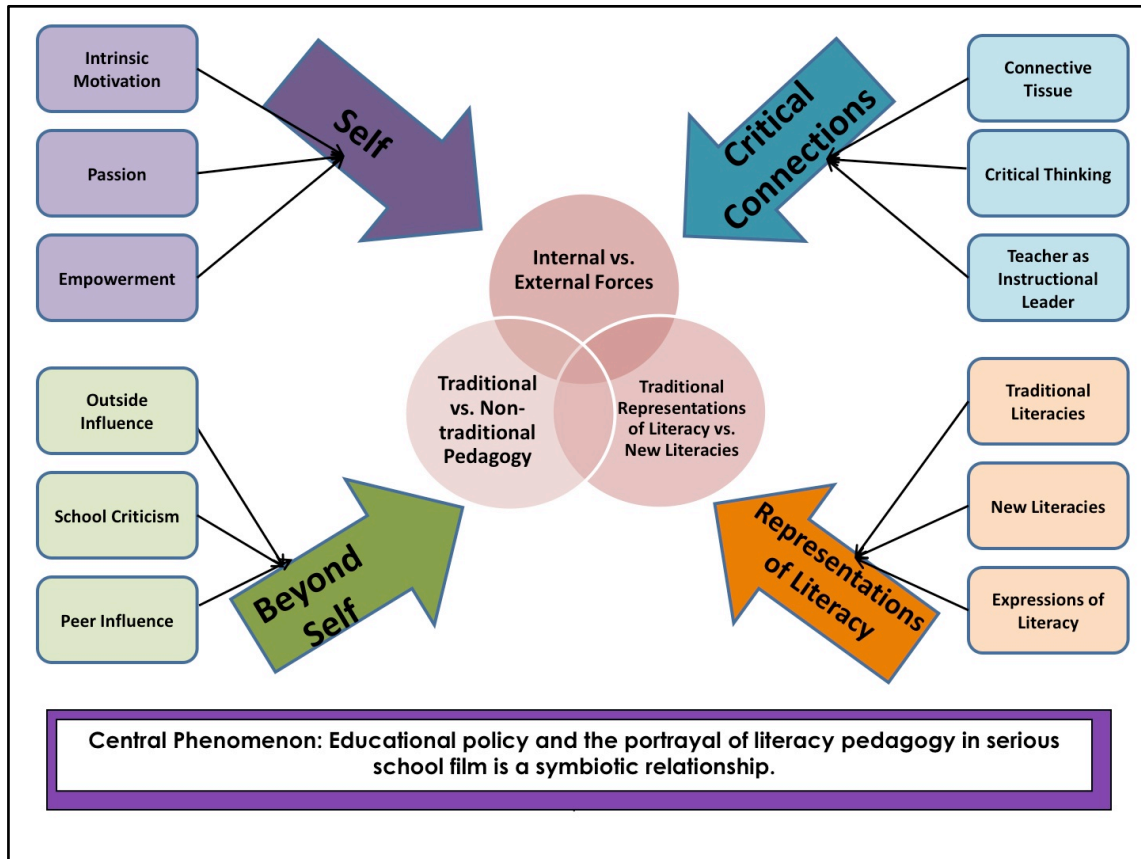 Intrinsic
Motivation
Passion
Empowerment
Self
Critical
Connections
Connective
Tissue
Critical Thinking
Teacher as
Instructional
Leader
Internal vs.
External Forces
Traditional
vs. Non-
traditional
Pedagogy
Traditional
Representations
of Literacy vs.
New Literacies
Outside
Influence
School Criticism
Peer Influence
Beyond
Self
Representations
of Literacy
Traditional
Literacies
New Literacies
Expressions of
Literacy
Central Phenomenon: Educational policy and the portrayal of literacy pedagogy in serious
school film is a symbiotic relationship.